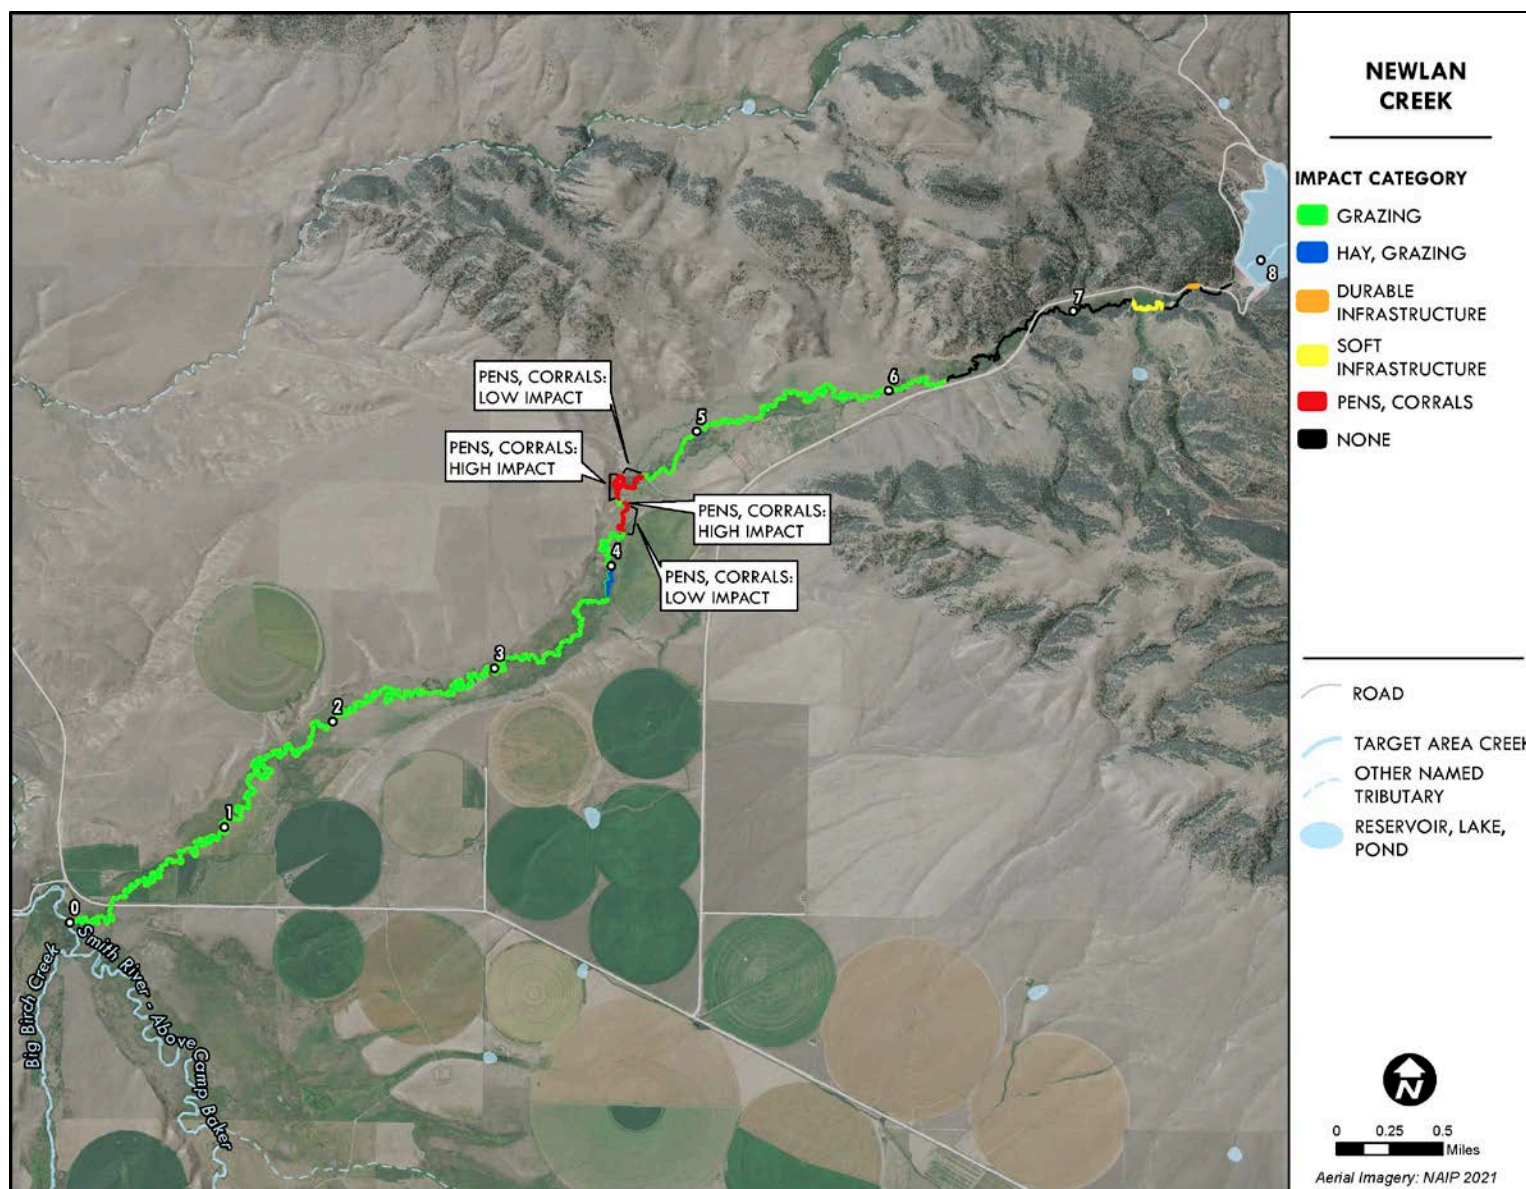 NEWLAN
CREEK
IMPACT CATEGORY
GRAZING
HAY, GRAZING
DURABLE
INFRASTRUCTURE
SOFT
INFRASTRUCTURE
PENS, CORRALS
NONE
8
7
6
PENS, CORRALS:
LOW IMPACT
5
PENS, CORRALS:
HIGH IMPACT
PENS, CORRALS:
HIGH IMPACT
4
PENS, CORRALS:
LOW IMPACT
3
2
1
0
Smith River - Above Camp Baker
Big Birch Creek
ROAD
TARGET AREA CREEK
OTHER NAMED
TRIBUTARY
RESERVOIR, LAKE,
POND
N
0 0.25 0.5
Miles
Aerial Imagery: NAIP 2021